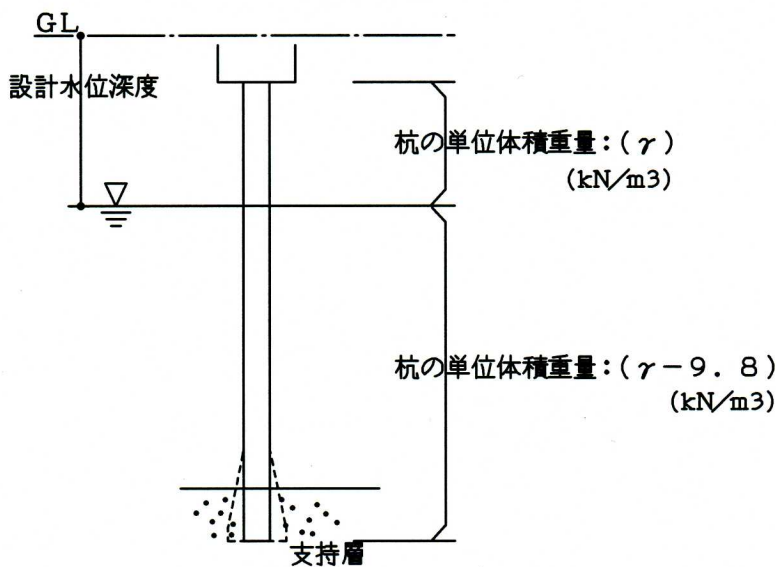 GL
設計水位深度
杭の単位体積重量：(γ)
(kN/m3)
杭の単位体積重量：(γ－9．8)
(kN/m3)
支持層